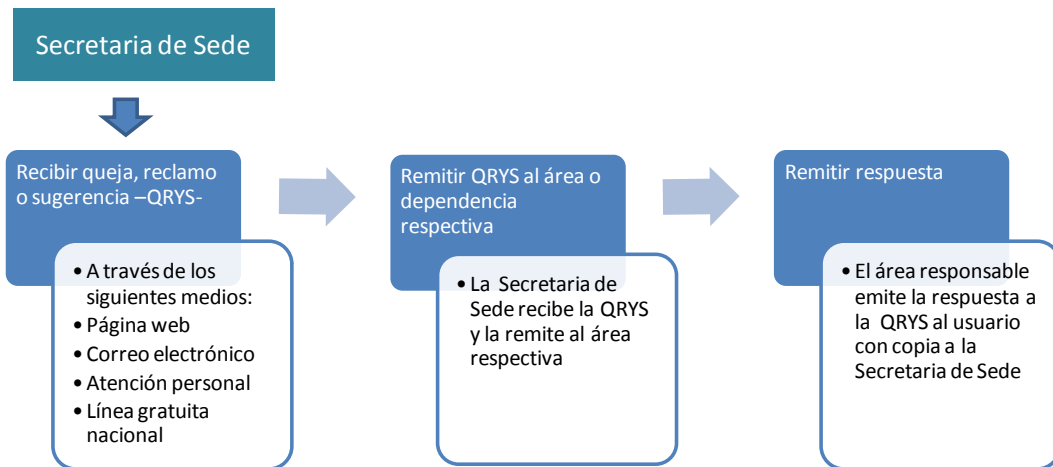 Secretaria de Sede
Recibir queja, reclamo
o sugerencia –QRYS-
• A través de los
siguientes medios:
• Página web
• Correo electrónico
• Atención personal
• Línea gratuita
nacional
Remitir QRYS al área o
dependencia
respectiva
• La Secretaria de
Sede recibe la QRYS
y la remite al área
respectiva
Remitir respuesta
• El área responsable
emite la respuesta a
la QRYS al usuario
con copia a la
Secretaria de Sede